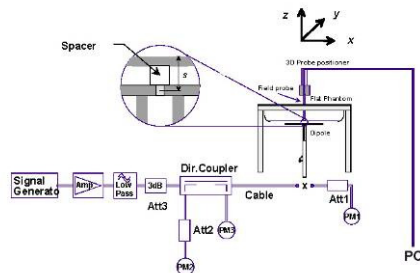 z
y
x
Spacer
s
3D Probe positioner
Field probe
Flat Phantom
Dipole
Signal
Generato
Amp
Low
Pass
3dB
Att3
Dir.Coupler
Cable
x
Att1
PM1
Att2
PM3
PM2
PC